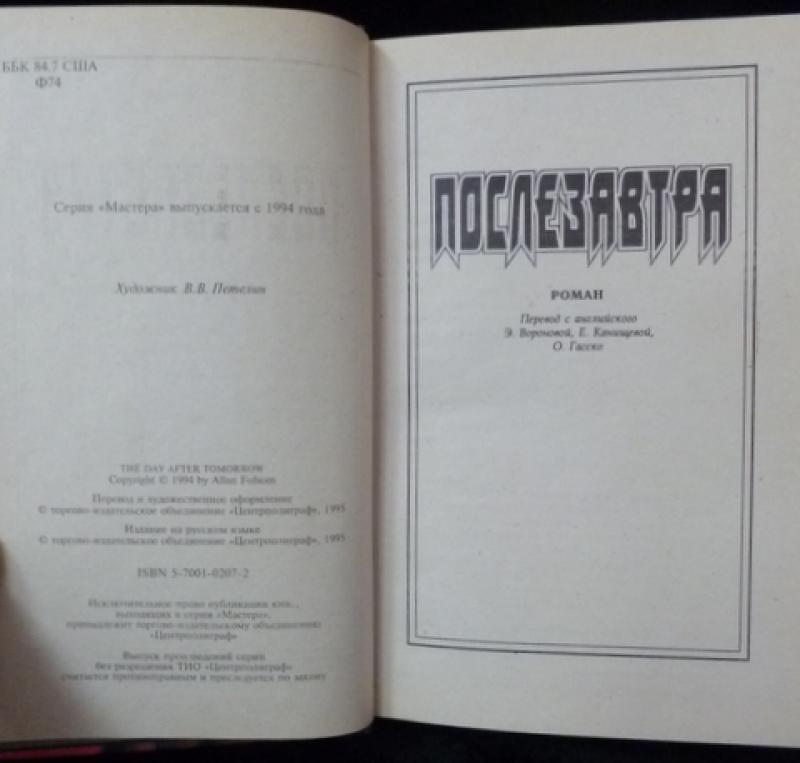 ББК 84.7 США
Ф74
Серия «Мастера» выпускается с 1994 года
Художник В.В. Петелин
THE DAY AFTER TOMORROW
Copyright © 1994 by Allan Folsom
Перевод и художественное оформление
© торгово-издательское объединение «Центрполиграф», 1995
Издание на русском языке
© торгово-издательское объединение «Центрполиграф», 1995
ISBN 5-7001-0207-2
Исключительное право публикации
выходящих в серии «Мастера»,
принадлежит торгово-издательскому объединению
«Центрполиграф»
Выпуск произведений серии
без разрешения ТИО «Центрполиграф»
считается противоправным и преследуется по закону
ПОСЛЕЗАВТРА
РОМАН
Перевод с английского
Э. Вороновой, Е. Канищевой,
О. Гасско